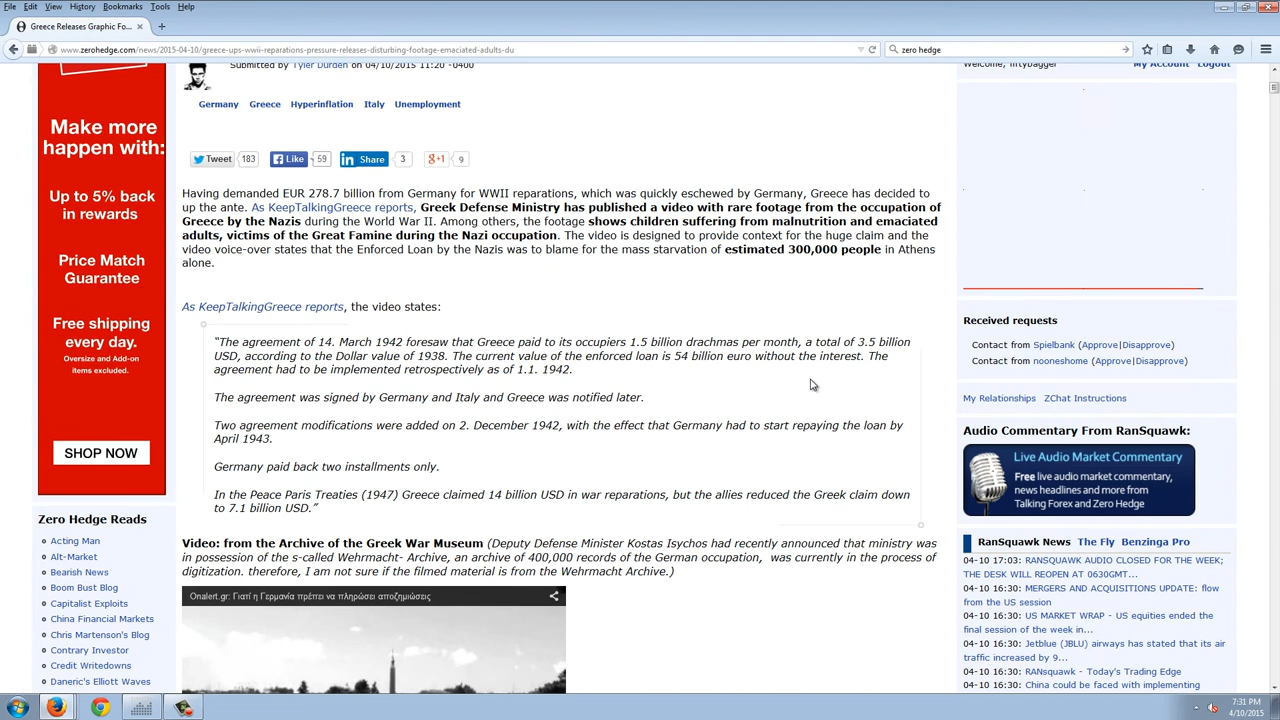 File Edit View History Bookmarks Tools Help
Greece Releases Graphic Fo...
www.zerohedge.com/news/2015-04-10/greece-ups-wwii-reparations-pressure-releases-disturbing-footage-emaciated-adults-du
zero hedge
Make more
happen with:
Up to 5% back
in rewards
Price Match
Guarantee
Free shipping
every day.
Oversize and Add-on
items excluded.
SHOP NOW
Zero Hedge Reads
Acting Man
Alt-Market
Bearish News
Boom Bust Blog
Capitalist Exploits
China Financial Markets
Chris Martenson's Blog
Contrary Investor
Credit Writedowns
Daneric's Elliott Waves
Submitted by Tyler Durden on 04/10/2015 11:20 -0400
Germany Greece Hyperinflation Italy Unemployment
Tweet 183 Like 59 Share 3 +1 9
Having demanded EUR 278.7 billion from Germany for WWII reparations, which was quickly eschewed by Germany, Greece has decided to
up the ante. As KeepTalkingGreece reports, Greek Defense Ministry has published a video with rare footage from the occupation of
Greece by the Nazis during the World War II. Among others, the footage shows children suffering from malnutrition and emaciated
adults, victims of the Great Famine during the Nazi occupation. The video is designed to provide context for the huge claim and the
video voice-over states that the Enforced Loan by the Nazis was to blame for the mass starvation of estimated 300,000 people in Athens
alone.
As KeepTalkingGreece reports, the video states:
“The agreement of 14. March 1942 foresaw that Greece paid to its occupiers 1.5 billion drachmas per month, a total of 3.5 billion
USD, according to the Dollar value of 1938. The current value of the enforced loan is 54 billion euro without the interest. The
agreement had to be implemented retrospectively as of 1.1. 1942.
The agreement was signed by Germany and Italy and Greece was notified later.
Two agreement modifications were added on 2. December 1942, with the effect that Germany had to start repaying the loan by
April 1943.
Germany paid back two installments only.
In the Peace Paris Treaties (1947) Greece claimed 14 billion USD in war reparations, but the allies reduced the Greek claim down
to 7.1 billion USD.”
Video: from the Archive of the Greek War Museum (Deputy Defense Minister Kostas Isychos had recently announced that ministry was
in possession of the s-called Wehrmacht- Archive, an archive of 400,000 records of the German occupation, was currently in the process of
digitization. therefore, I am not sure if the filmed material is from the Wehrmacht Archive.)
Onalert.gr: Γιατί η Γερμανία πρέπει να πληρώσει αποζημιώσεις
Welcome, fiftybagger My Account Logout
Received requests
Contact from Spielbank (Approve|Disapprove)
Contact from nooneshome (Approve|Disapprove)
My Relationships ZChat Instructions
Audio Commentary From RanSquawk:
Live Audio Market Commentary
Free live audio market commentary,
news headlines and more from
Talking Forex and Zero Hedge
RanSquawk News The Fly Benzinga Pro
04-10 17:03: RANSQUAWK AUDIO CLOSED FOR THE WEEK;
THE DESK WILL REOPEN AT 0630GMT...
04-10 16:30: MERGERS AND ACQUISITIONS UPDATE: flow
from the US session
04-10 16:30: US MARKET WRAP - US equities ended the
final session of the week in...
04-10 16:30: Jetblue (JBLU) airways has stated that its air
traffic increased by 9...
04-10 16:30: RANsquawk - Today's Trading Edge
04-10 16:30: China could be faced with implementing
7:31 PM
4/10/2015